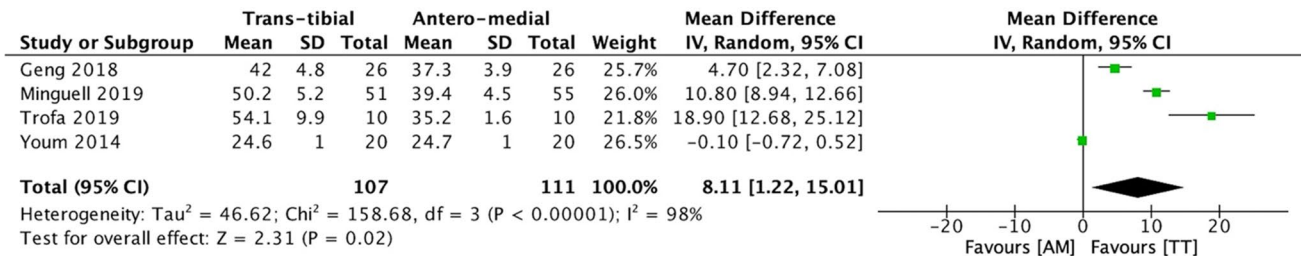 Trans-tibial Antero-medial Mean Difference Mean Difference
Study or Subgroup Mean SD Total Mean SD Total Weight IV, Random, 95% CI IV, Random, 95% CI
Geng 2018 42 4.8 26 37.3 3.9 26 25.7% 4.70 [2.32, 7.08]
Minguell 2019 50.2 5.2 51 39.4 4.5 55 26.0% 10.80 [8.94, 12.66]
Trofa 2019 54.1 9.9 10 35.2 1.6 10 21.8% 18.90 [12.68, 25.12]
Youm 2014 24.6 1 20 24.7 1 20 26.5% −0.10 [−0.72, 0.52]
Total (95% CI) 107 111 100.0% 8.11 [1.22, 15.01]
Heterogeneity: Tau² = 46.62; Chi² = 158.68, df = 3 (P < 0.00001); I² = 98%
Test for overall effect: Z = 2.31 (P = 0.02)
−20 −10 0 10 20
Favours [AM] Favours [TT]